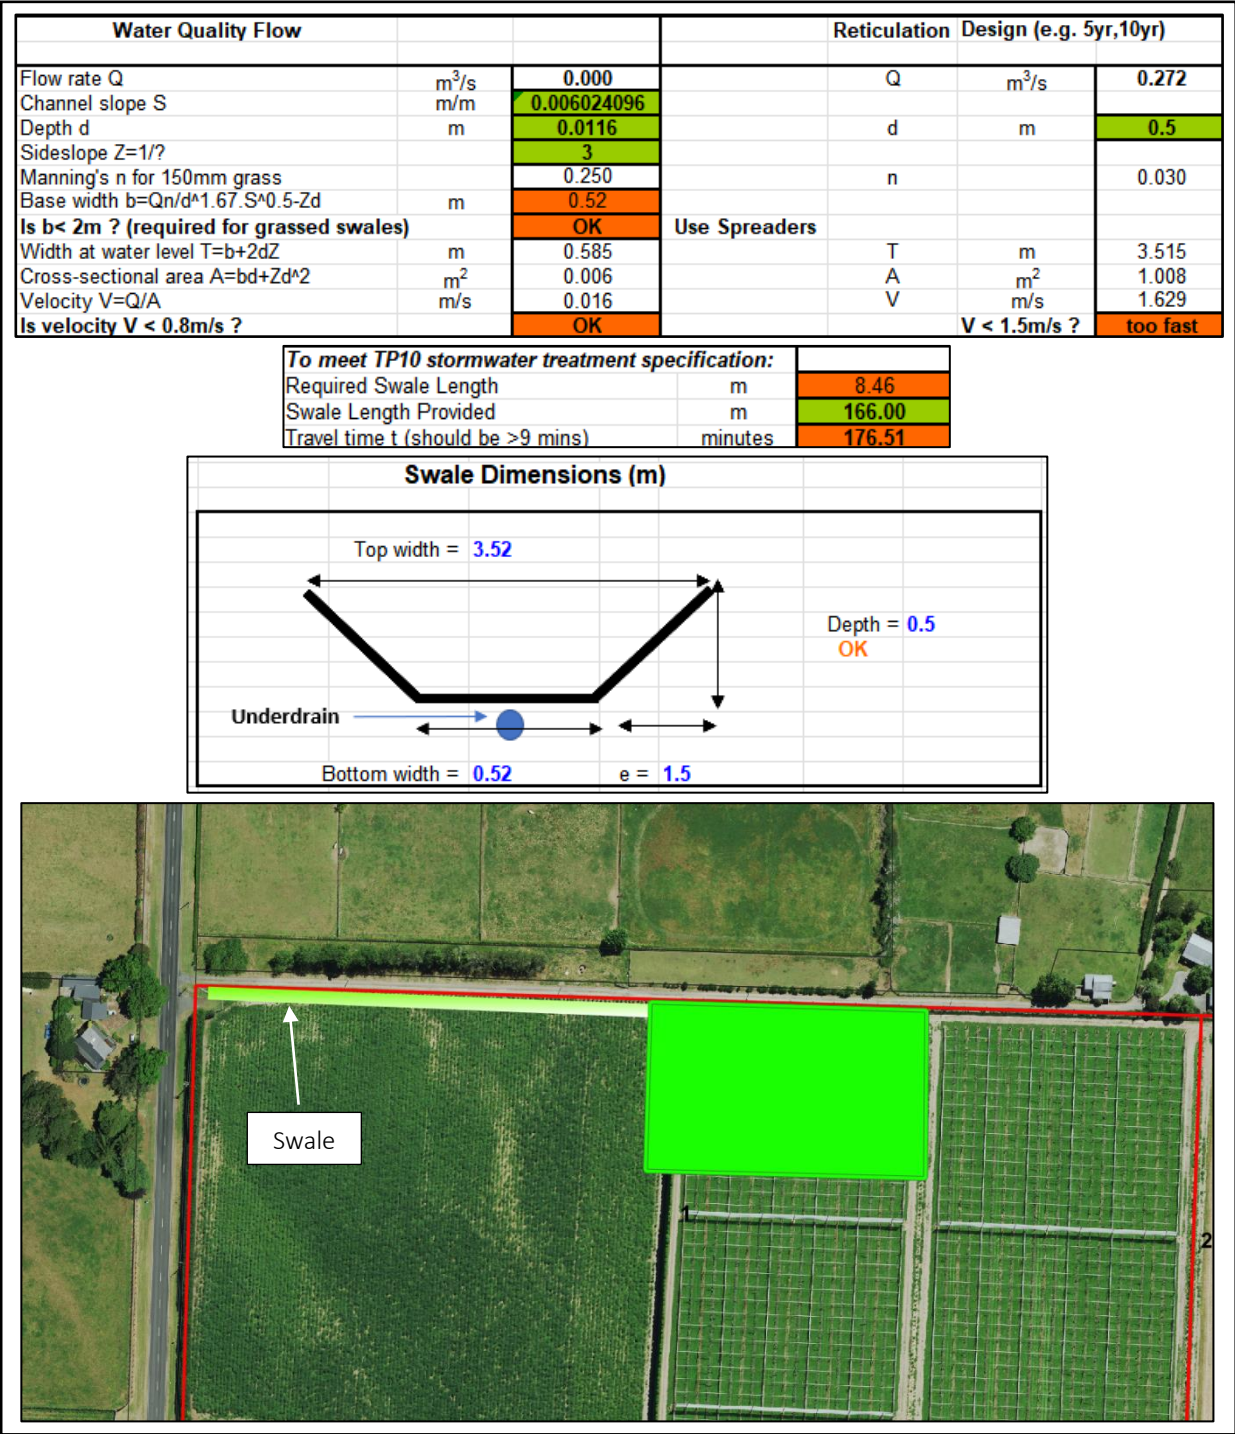 Water Quality Flow Reticulation Design (e.g. 5yr,10yr)
Flow rate Q m³/s 0.000 Q m³/s 0.272
Channel slope S m/m 0.006024096
Depth d m 0.0116 d m 0.5
Sideslope Z=1/? 3
Manning's n for 150mm grass 0.250 n 0.030
Base width b=Qn/d^1.67.S^0.5-Zd m 0.52
Is b< 2m ? (required for grassed swales) OK Use Spreaders
Width at water level T=b+2dZ m 0.585 T m 3.515
Cross-sectional area A=bd+Zd^2 m² 0.006 A m² 1.008
Velocity V=Q/A m/s 0.016 V m/s 1.629
Is velocity V < 0.8m/s ? OK V < 1.5m/s ? too fast
To meet TP10 stormwater treatment specification:
Required Swale Length m 8.46
Swale Length Provided m 166.00
Travel time t (should be >9 mins) minutes 176.51
Swale Dimensions (m)
Top width = 3.52
Depth = 0.5
OK
Underdrain
Bottom width = 0.52 e = 1.5
Swale
1
2